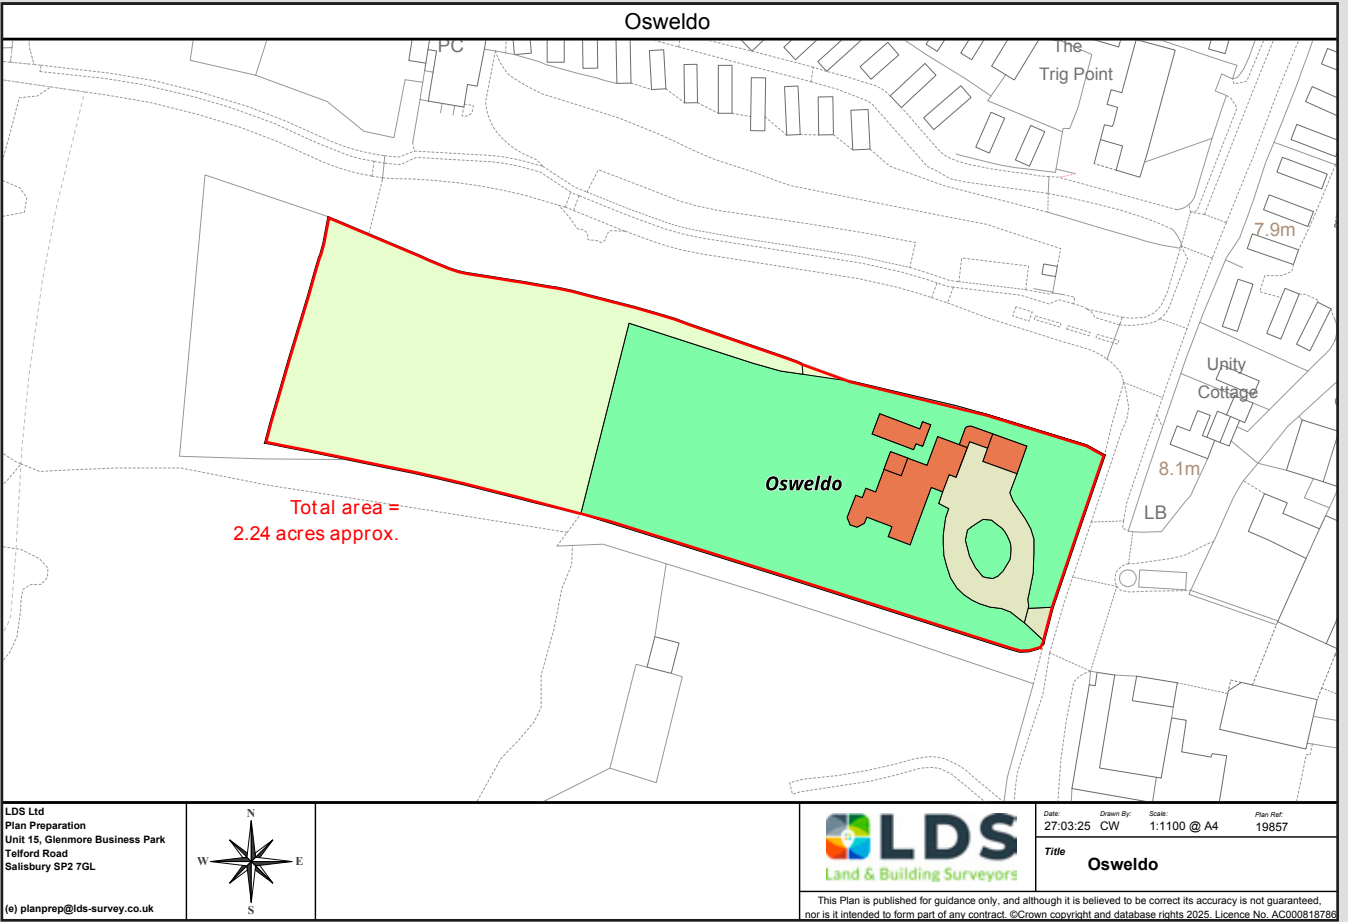 Osweldo
PC
The
Trig Point
7.9m
Unity
Cottage
8.1m
LB
Osweldo
Total area =
2.24 acres approx.
LDS Ltd
Plan Preparation
Unit 15, Glenmore Business Park
Telford Road
Salisbury SP2 7GL
(e) planprep@lds-survey.co.uk
N
W E
S
LDS
Land & Building Surveyors
Date: Drawn By: Scale: Plan Ref:
27:03:25 CW 1:1100 @ A4 19857
Title
Osweldo
This Plan is published for guidance only, and although it is believed to be correct its accuracy is not guaranteed,
nor is it intended to form part of any contract. ©Crown copyright and database rights 2025. Licence No. AC000818786